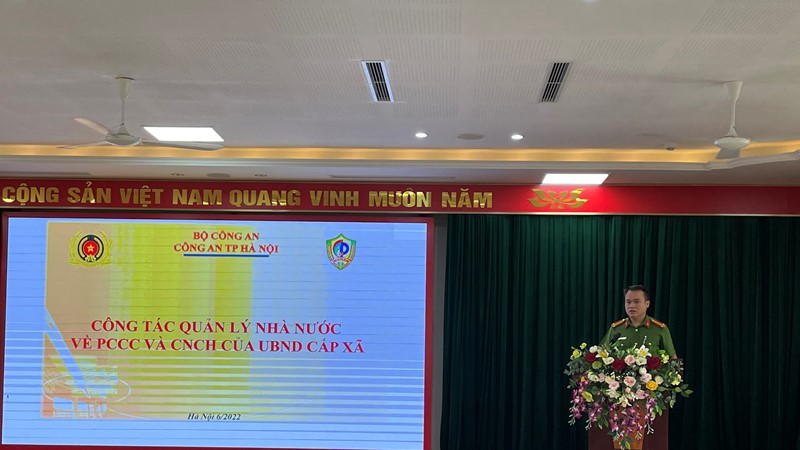 CỘNG SẢN VIỆT NAM QUANG VINH MUÔN NĂM
BỘ CÔNG AN
CÔNG AN TP HÀ NỘI
CÔNG TÁC QUẢN LÝ NHÀ NƯỚC
VỀ PCCC VÀ CNCH CỦA UBND CẤP XÃ
Hà Nội 6/2022